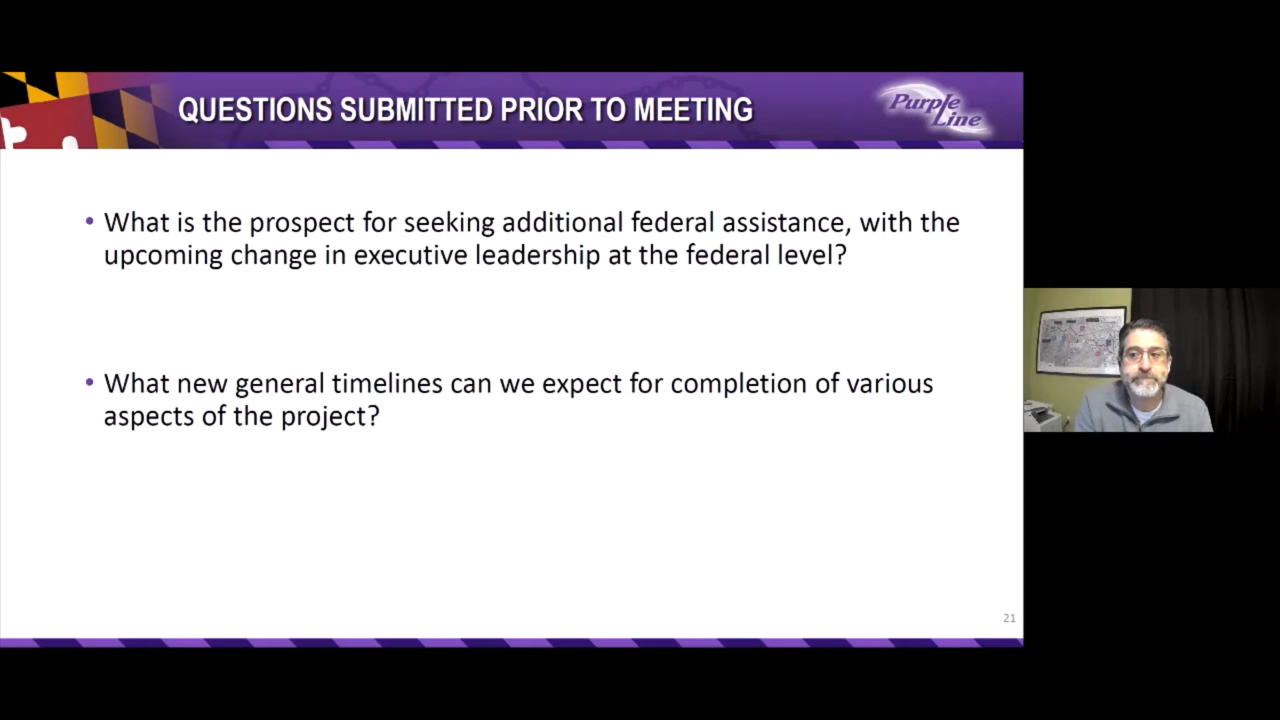 QUESTIONS SUBMITTED PRIOR TO MEETING
Purple
Line
• What is the prospect for seeking additional federal assistance, with the
upcoming change in executive leadership at the federal level?
• What new general timelines can we expect for completion of various
aspects of the project?
21